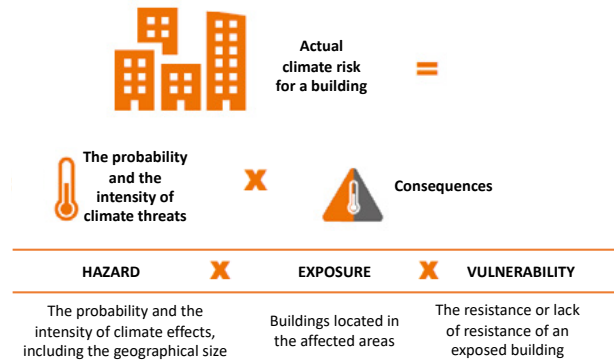 Actual
climate risk
for a building
=
The probability
and the
intensity of
climate threats
X
Consequences
HAZARD X EXPOSURE X VULNERABILITY
The probability and the
intensity of climate effects,
including the geographical size
Buildings located in
the affected areas
The resistance or lack
of resistance of an
exposed building